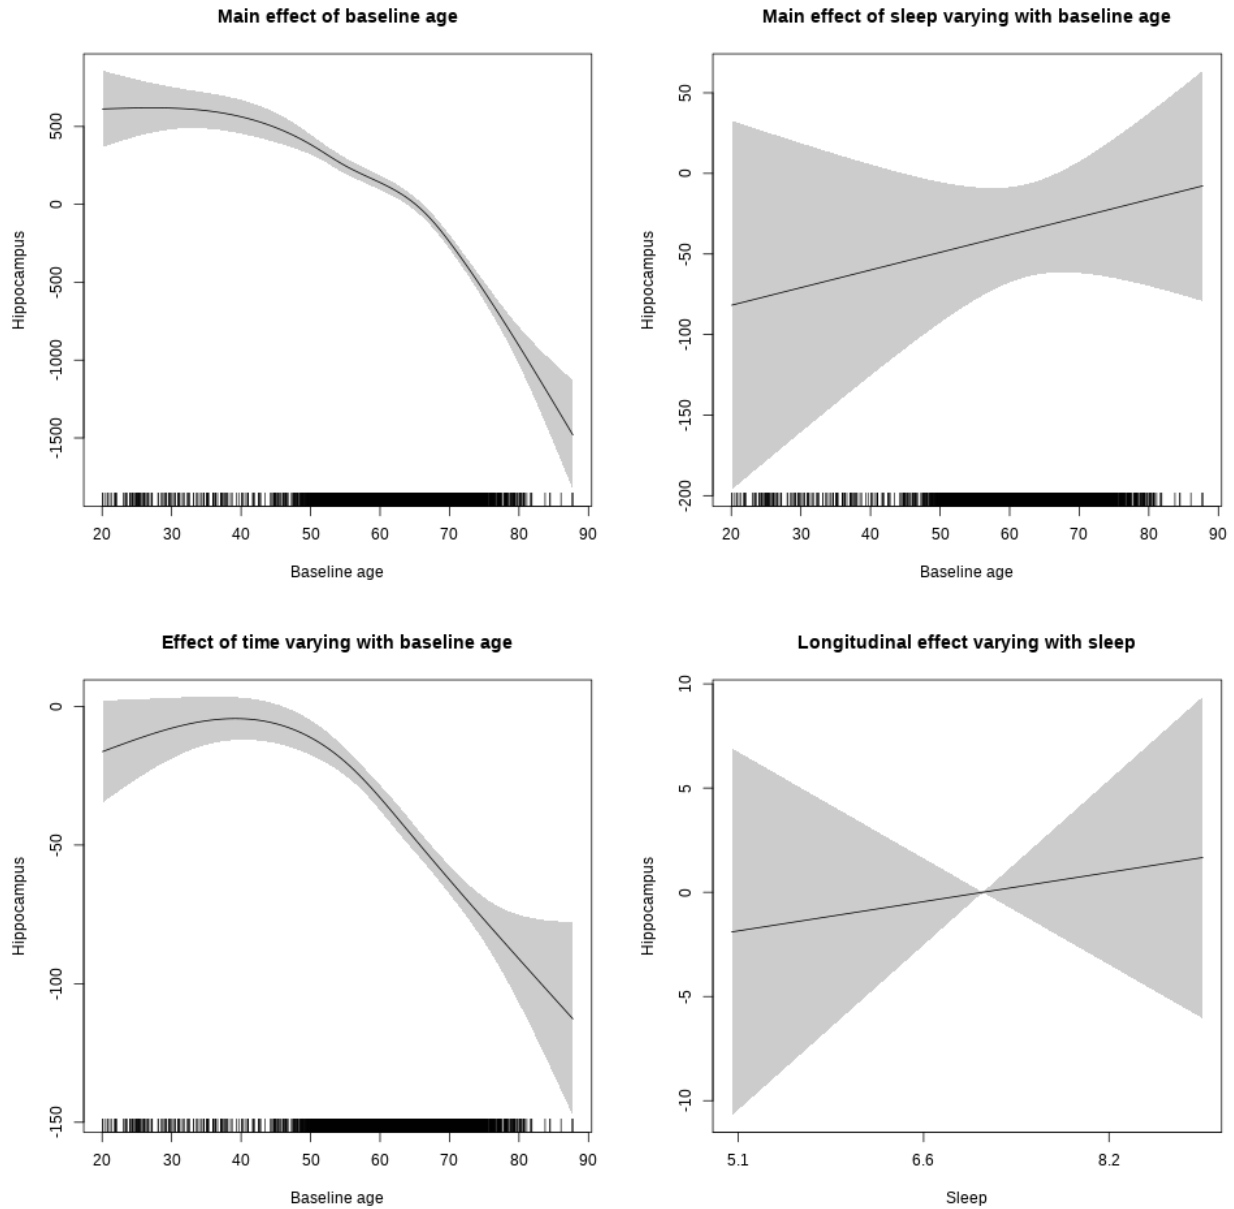 Main effect of baseline age
Hippocampus
500
0
-500
-1000
-1500
20 30 40 50 60 70 80 90
Baseline age
Main effect of sleep varying with baseline age
Hippocampus
50
0
-50
-100
-150
-200
20 30 40 50 60 70 80 90
Baseline age
Effect of time varying with baseline age
Hippocampus
0
-50
-100
-150
20 30 40 50 60 70 80 90
Baseline age
Longitudinal effect varying with sleep
Hippocampus
10
5
0
-5
-10
5.1 6.6 8.2
Sleep